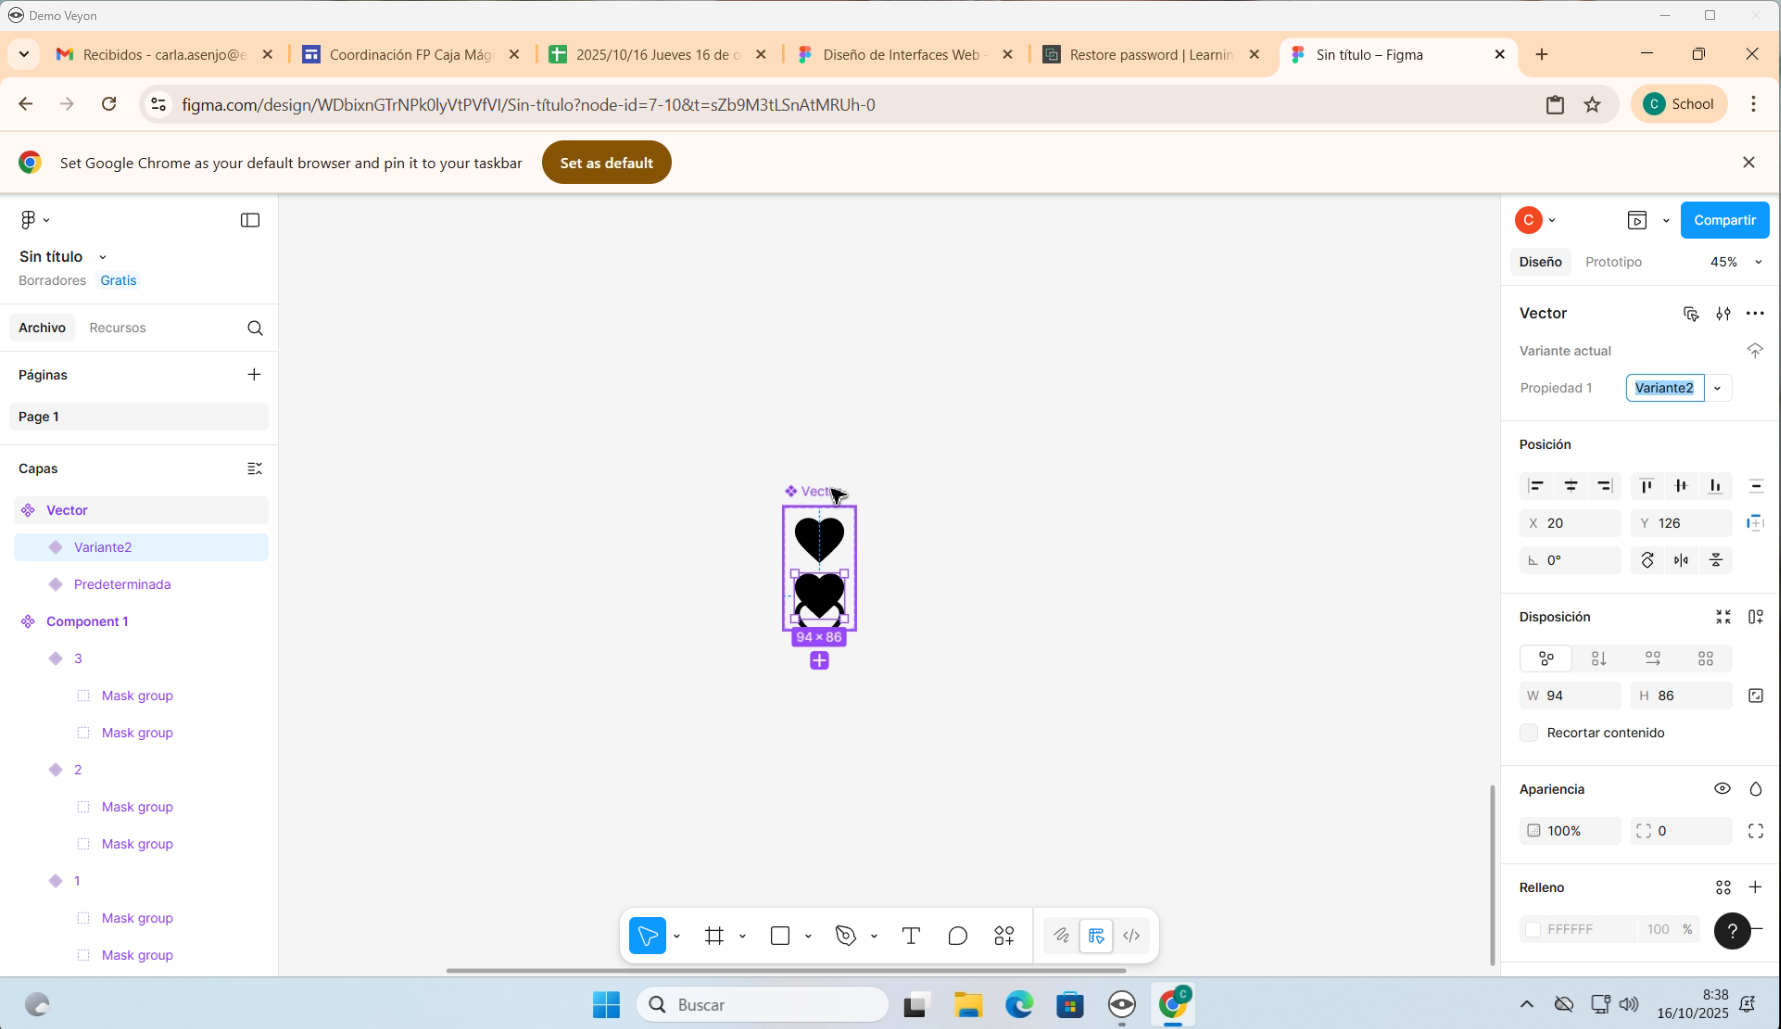 Demo Veyon
Recibidos - carla.asenjo@e
Coordinación FP Caja Mág
2025/10/16 Jueves 16 de o
Diseño de Interfaces Web -
Restore password | Learnin
Sin título – Figma
figma.com/design/WDbixnGTrNPk0lyVtPVfVI/Sin-título?node-id=7-10&t=sZb9M3tLSnAtMRUh-0
C School
Set Google Chrome as your default browser and pin it to your taskbar
Set as default
Sin título
Borradores Gratis
Archivo Recursos
Páginas
Page 1
Capas
Vector
Variante2
Predeterminada
Component 1
3
Mask group
Mask group
2
Mask group
Mask group
1
Mask group
Mask group
Vect
94 × 86
C
Compartir
Diseño Prototipo 45%
Vector
Variante actual
Propiedad 1 Variante2
Posición
X 20 Y 126
0°
Disposición
W 94 H 86
Recortar contenido
Apariencia
100% 0
Relleno
FFFFFF 100 %
?
Buscar
C
8:38
16/10/2025